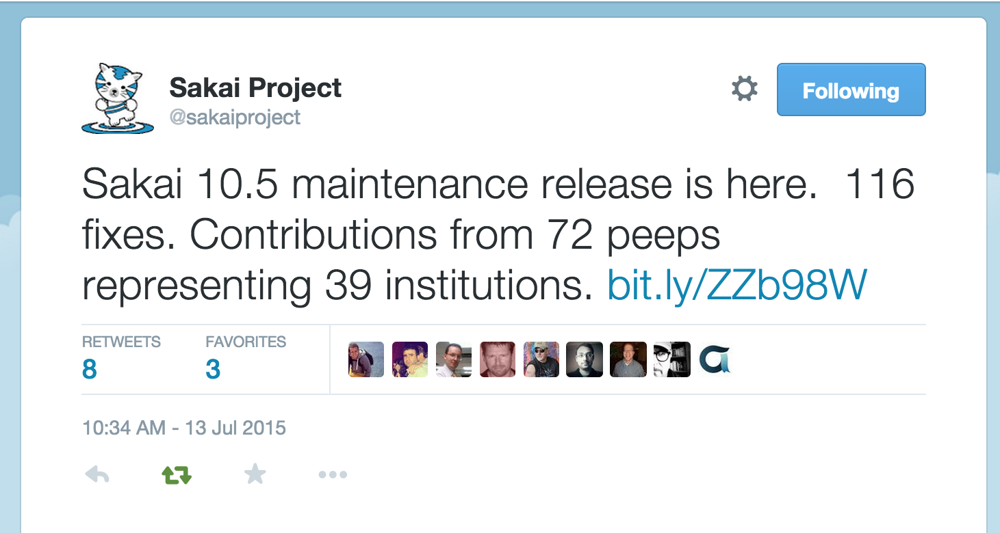 Sakai Project
@sakaiproject
Following
Sakai 10.5 maintenance release is here.  116
fixes. Contributions from 72 peeps
representing 39 institutions. bit.ly/ZZb98W
RETWEETS
8
FAVORITES
3
10:34 AM - 13 Jul 2015